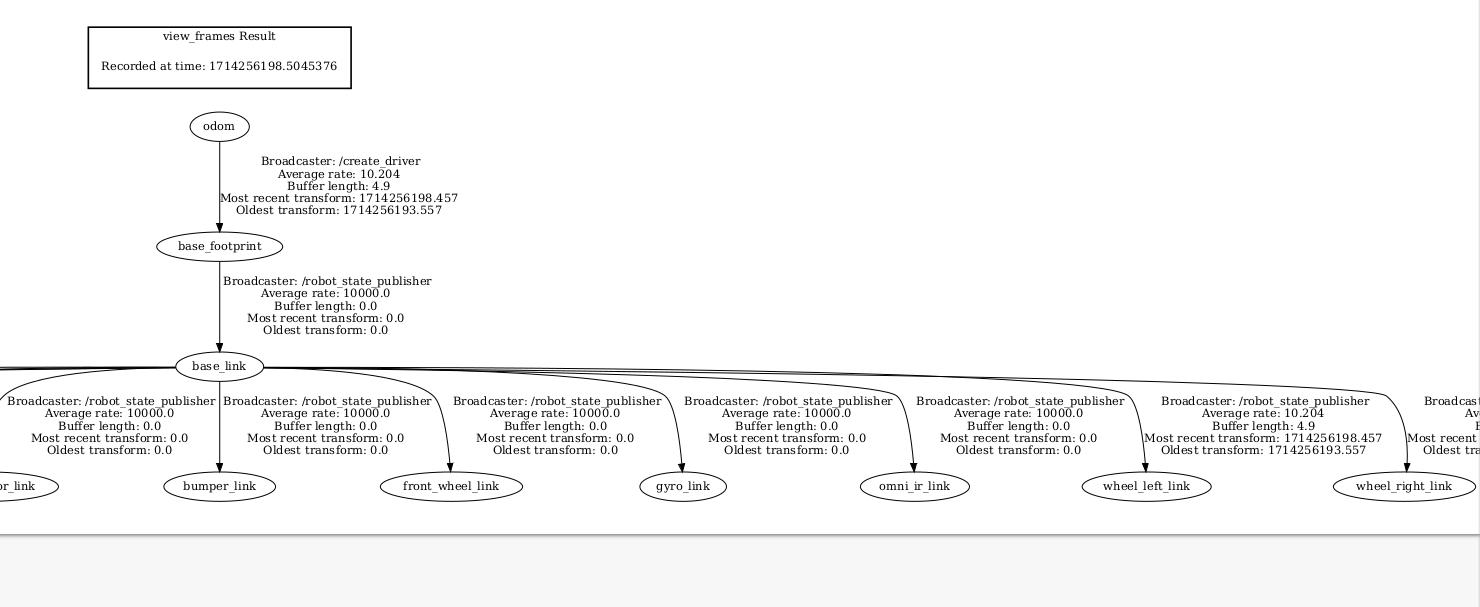 view_frames Result
Recorded at time: 1714256198.5045376
odom
Broadcaster: /create_driver
Average rate: 10.204
Buffer length: 4.9
Most recent transform: 1714256198.457
Oldest transform: 1714256193.557
base_footprint
Broadcaster: /robot_state_publisher
Average rate: 10000.0
Buffer length: 0.0
Most recent transform: 0.0
Oldest transform: 0.0
base_link
Broadcaster: /robot_state_publisher
Average rate: 10000.0
Buffer length: 0.0
Most recent transform: 0.0
Oldest transform: 0.0
Broadcaster: /robot_state_publisher
Average rate: 10000.0
Buffer length: 0.0
Most recent transform: 0.0
Oldest transform: 0.0
Broadcaster: /robot_state_publisher
Average rate: 10000.0
Buffer length: 0.0
Most recent transform: 0.0
Oldest transform: 0.0
Broadcaster: /robot_state_publisher
Average rate: 10000.0
Buffer length: 0.0
Most recent transform: 0.0
Oldest transform: 0.0
Broadcaster: /robot_state_publisher
Average rate: 10000.0
Buffer length: 0.0
Most recent transform: 0.0
Oldest transform: 0.0
Broadcaster: /robot_state_publisher
Average rate: 10.204
Buffer length: 4.9
Most recent transform: 1714256198.457
Oldest transform: 1714256193.557
Broadcast
Av
B
Most recent
Oldest tra
or_link
bumper_link
front_wheel_link
gyro_link
omni_ir_link
wheel_left_link
wheel_right_link